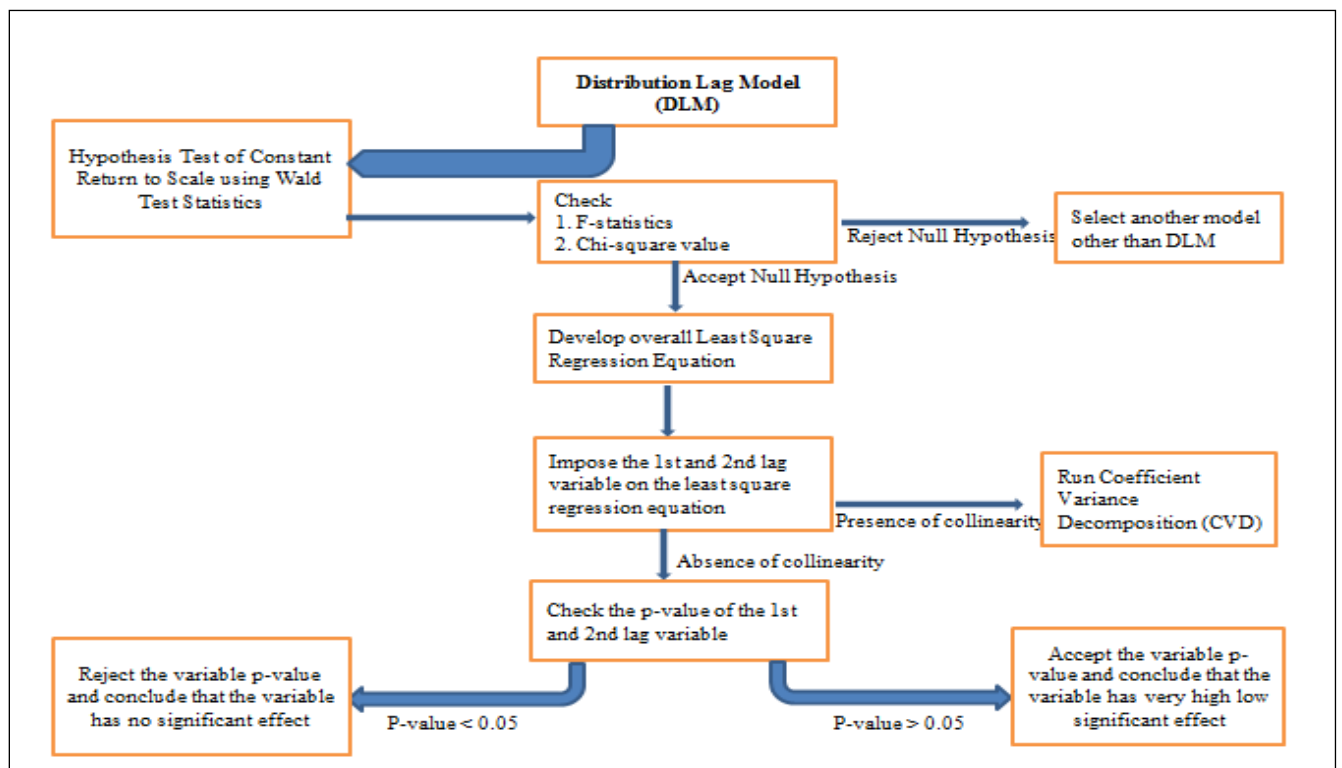 Distribution Lag Model
(DLM)
Hypothesis Test of Constant
Return to Scale using Wald
Test Statistics
Check
1. F-statistics
2. Chi-square value
Reject Null Hypothesis
Select another model
other than DLM
Accept Null Hypothesis
Develop overall Least Square
Regression Equation
Impose the 1st and 2nd lag
variable on the least square
regression equation
Presence of collinearity
Run Coefficient
Variance
Decomposition (CVD)
Absence of collinearity
Check the p-value of the 1st
and 2nd lag variable
Reject the variable p-value
and conclude that the variable
has no significant effect
P-value < 0.05
P-value > 0.05
Accept the variable p-
value and conclude that the
variable has very high low
significant effect